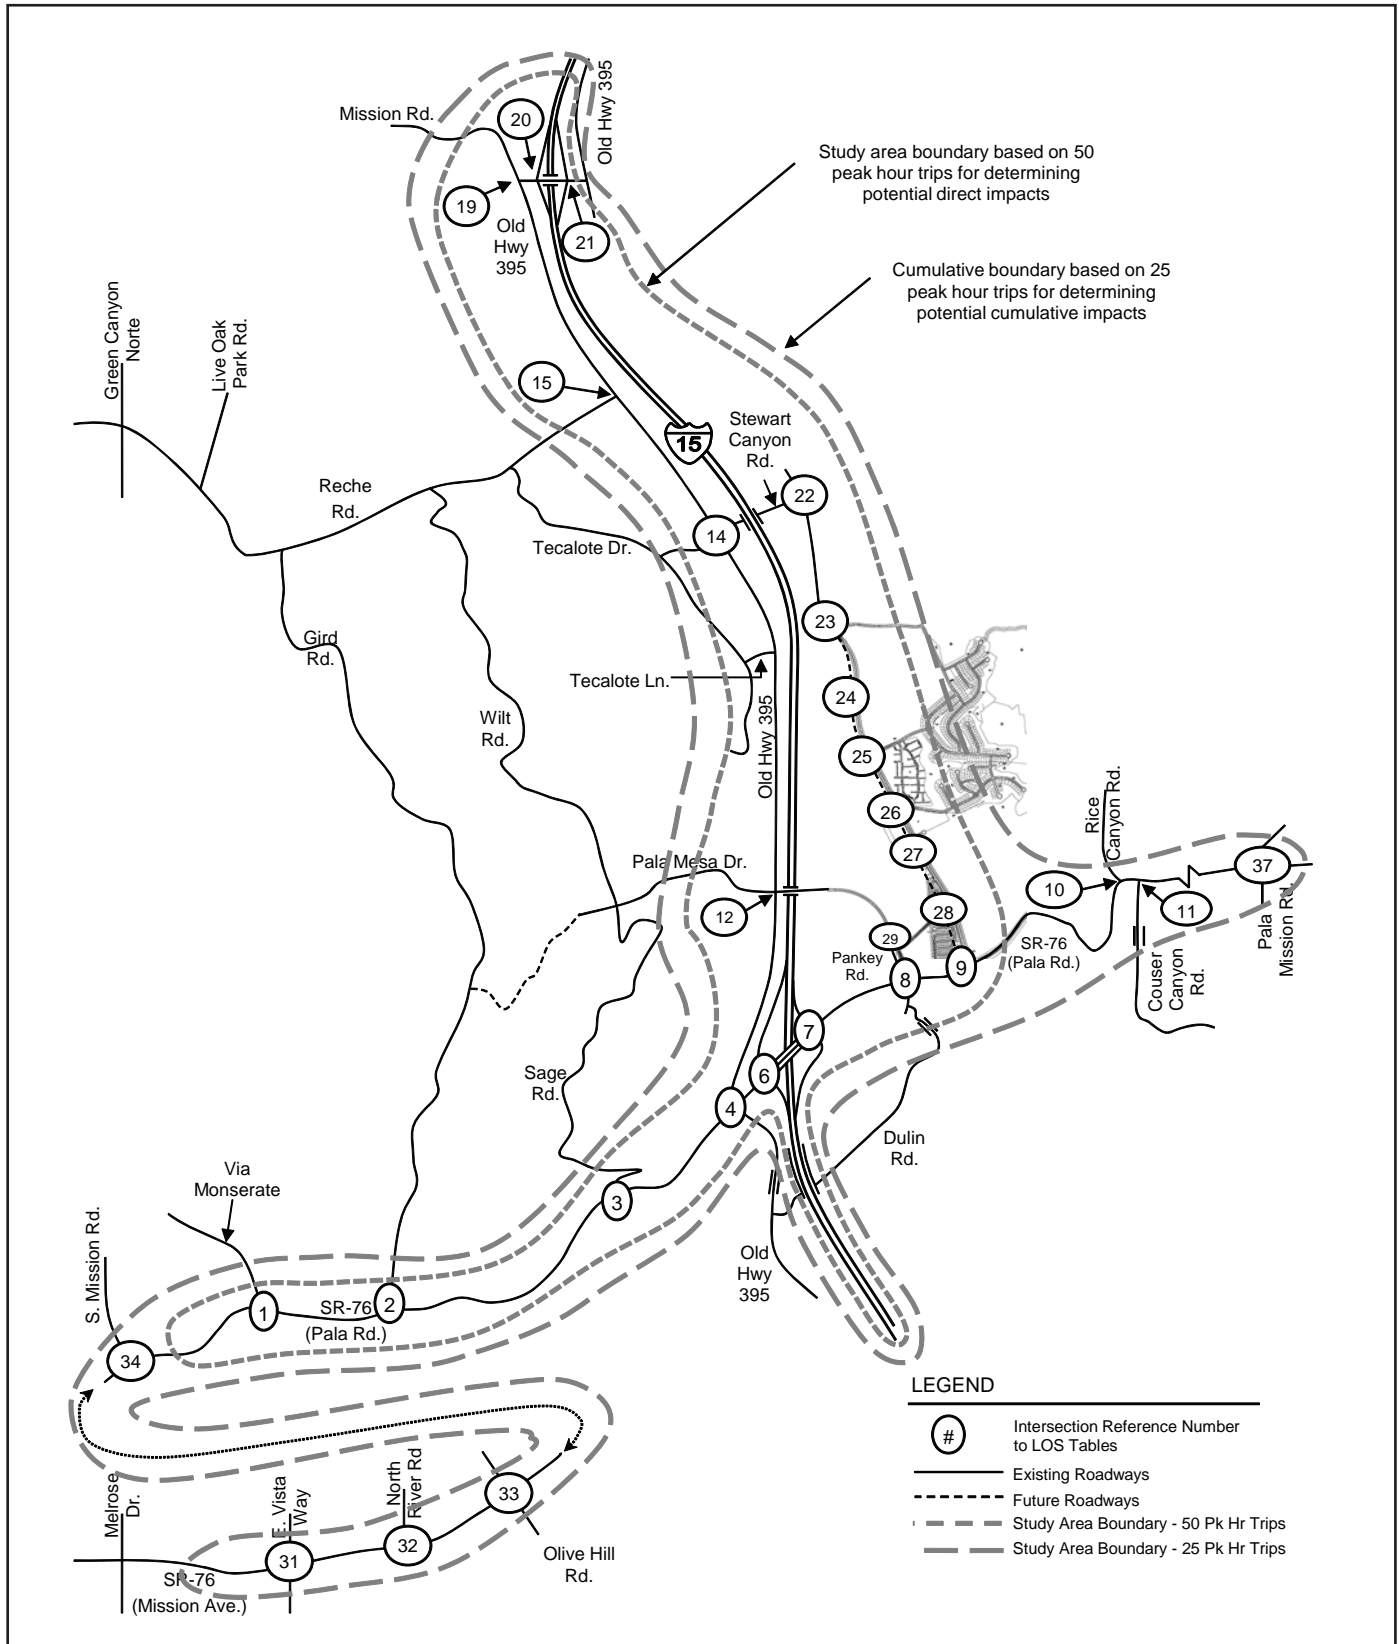 Old Hwy 395
Mission Rd.
20
19
21
Old
Hwy
395
Study area boundary based on 50
peak hour trips for determining
potential direct impacts
Cumulative boundary based on 25
peak hour trips for determining
potential cumulative impacts
Green Canyon
Norte
Live Oak
Park Rd.
15
15
Stewart
Canyon
Rd.
22
14
Reche
Rd.
Tecalote Dr.
23
Gird
Rd.
Tecalote Ln.
24
Wilt
Rd.
Old Hwy 395
25
26
27
Rice
Canyon Rd.
Pala Mesa Dr.
12
28
29
10
11
37
Pala
Mission Rd.
Pankey
Rd.
8
9
SR-76
(Pala Rd.)
Couser
Canyon
Rd.
7
6
4
Sage
Rd.
Dulin
Rd.
3
Via
Monserate
S. Mission Rd.
Old
Hwy
395
1
SR-76
(Pala Rd.)
2
34
Melrose
Dr.
E. Vista
Way
North
River Rd
33
32
31
Olive Hill
Rd.
SR-76
(Mission Ave.)
LEGEND
#
Intersection Reference Number
to LOS Tables
Existing Roadways
Future Roadways
Study Area Boundary - 50 Pk Hr Trips
Study Area Boundary - 25 Pk Hr Trips